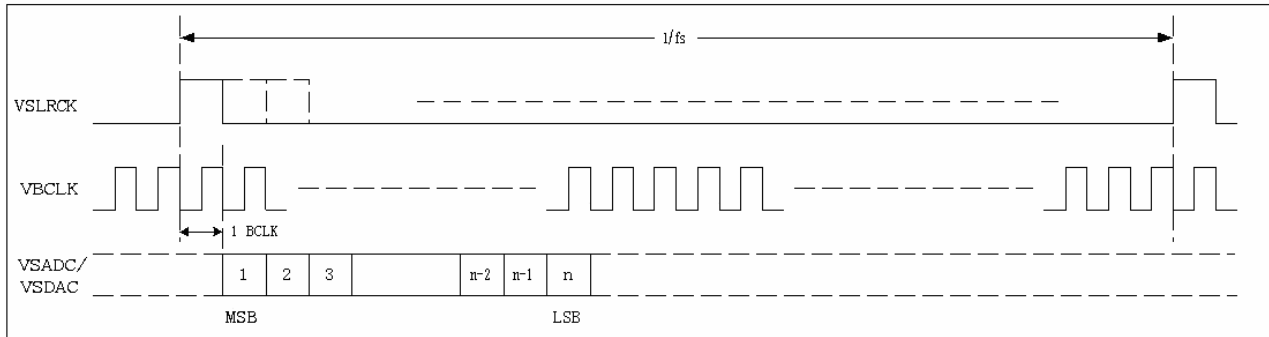 1/fs
VSLRCK
VBCLK
1 BCLK
VSADC/
VSDAC
1 2 3 n-2 n-1 n
MSB LSB